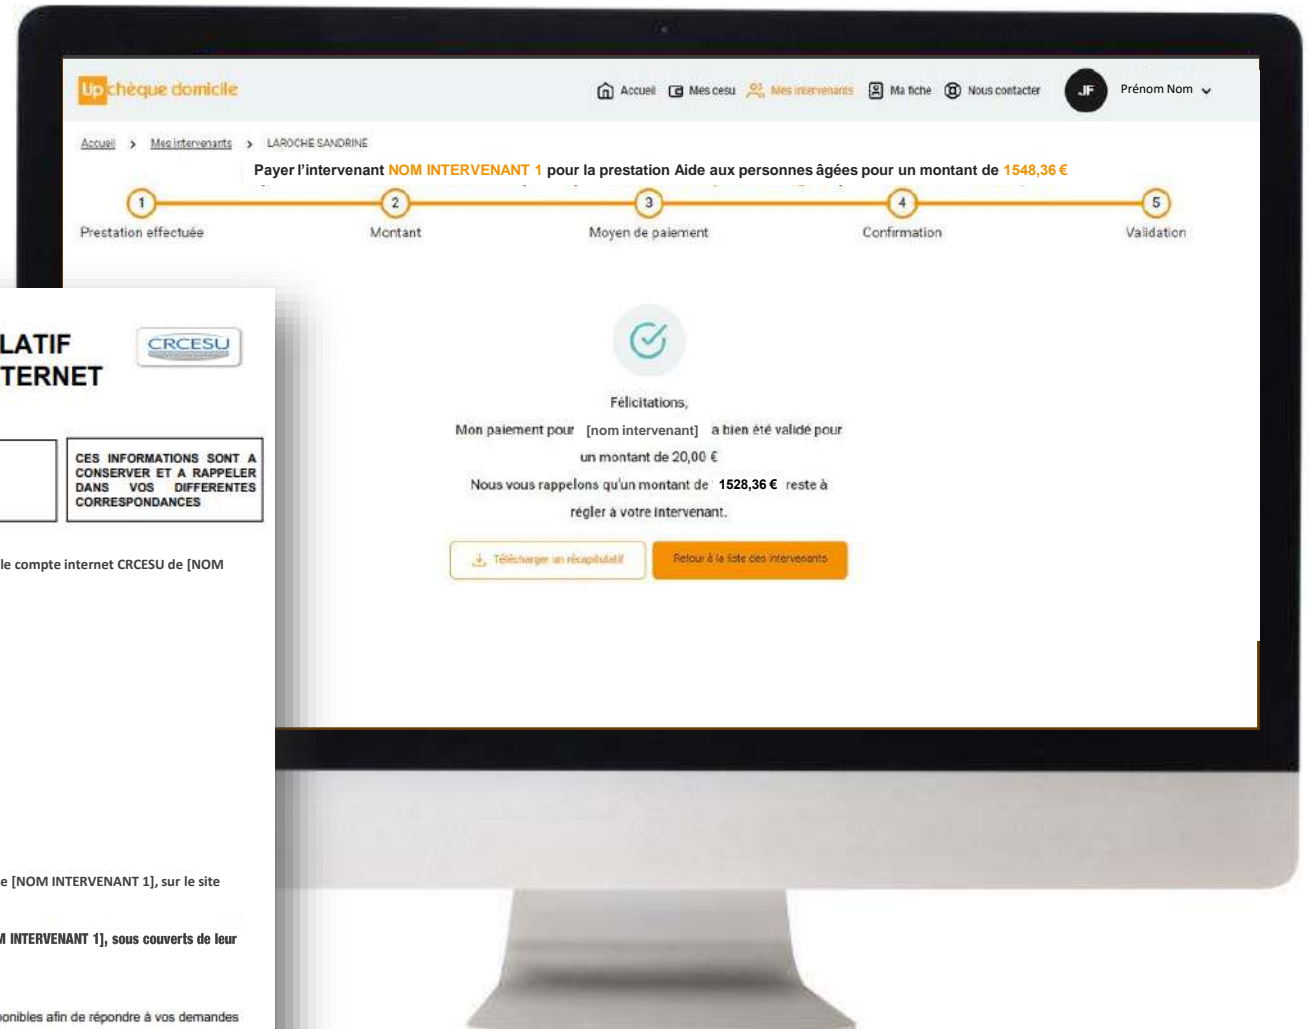 Up chèque domicile
Accueil Mes cesu Mes intervenants Ma fiche Nous contacter JF Prénom Nom
Accueil > Mes intervenants > LAROCHE SANDRINE
Payer l'intervenant NOM INTERVENANT 1 pour la prestation Aide aux personnes âgées pour un montant de 1548,36 €
1 2 3 4 5
Prestation effectuée Montant Moyen de paiement Confirmation Validation
Félicitations,
Mon paiement pour [nom intervenant] a bien été validé pour
un montant de 20,00 €
Nous vous rappelons qu'un montant de 1528,36 € reste à
régler à votre intervenant.
Télécharger un récapitulatif Retour à la liste des intervenants
LATIF
TERNET
CRCESU
CES INFORMATIONS SONT A
CONSERVER ET A RAPPELER
DANS VOS DIFFERENTES
CORRESPONDANCES
le compte internet CRCESU de [NOM
e [NOM INTERVENANT 1], sur le site
M INTERVENANT 1], sous couverts de leur
ponibles afin de répondre à vos demandes